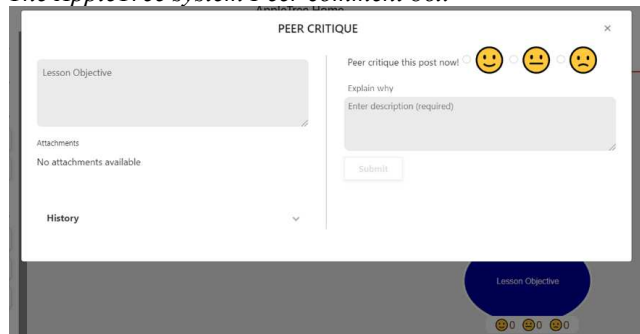 The AppleTree system Peer comment box
AppleTree Home
PEER CRITIQUE
×
Lesson Objective
Attachments
No attachments available
History
Peer critique this post now!
Explain why
Enter description (required)
Submit
Lesson Objective
0 0 0